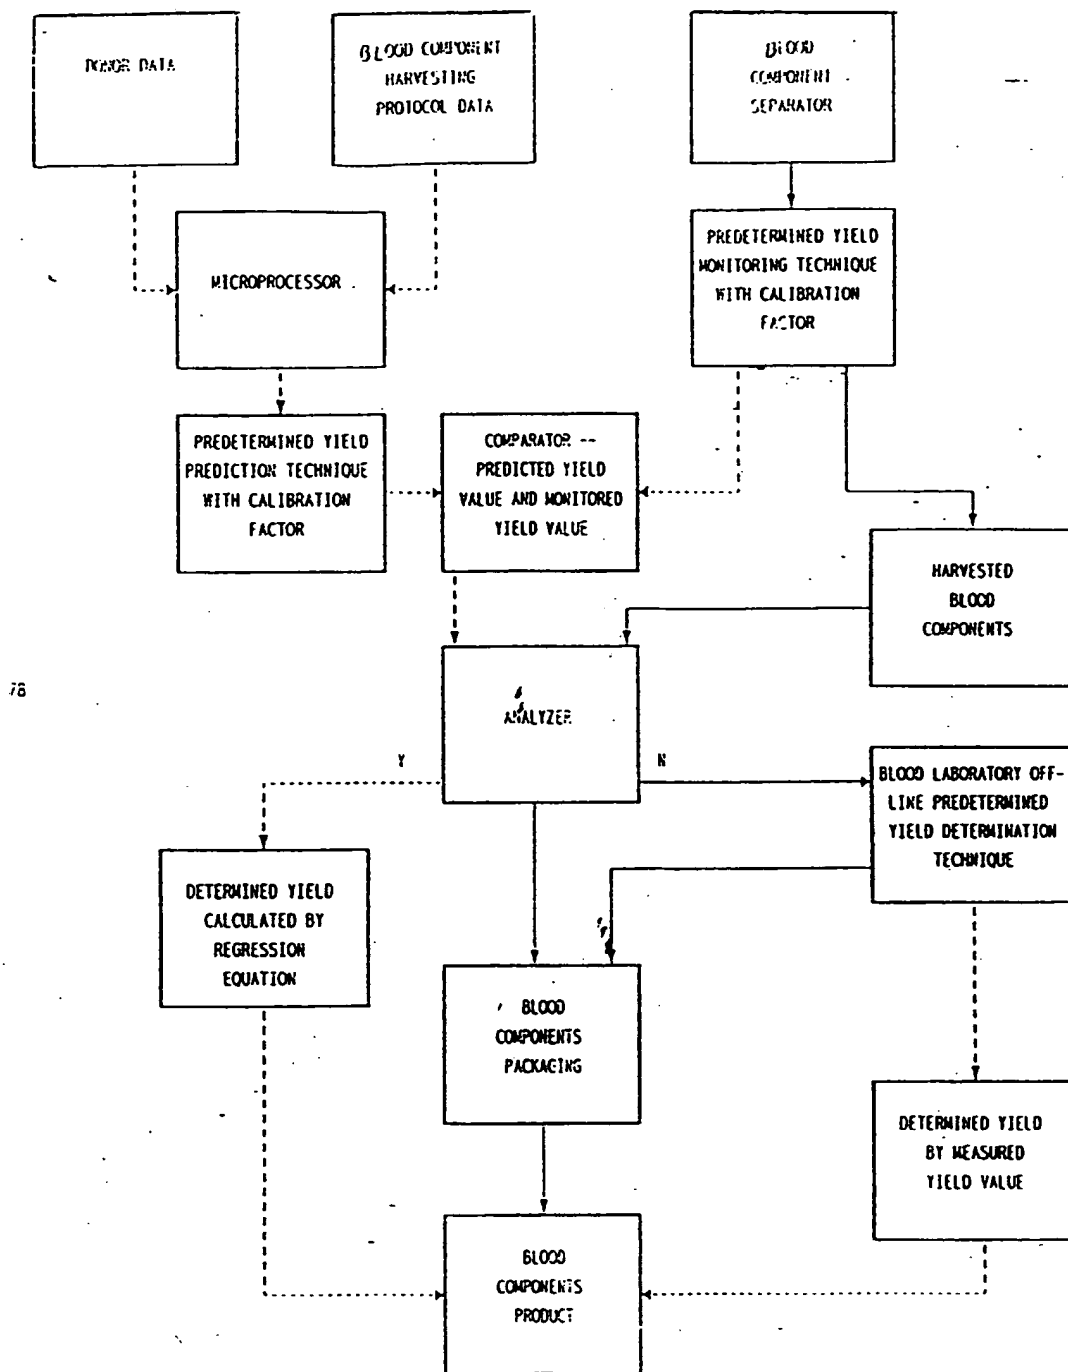 DONOR DATA
BLOOD COMPONENT
HARVESTING
PROTOCOL DATA
BLOOD
COMPONENT
SEPARATOR
MICROPROCESSOR
PREDETERMINED YIELD
MONITORING TECHNIQUE
WITH CALIBRATION
FACTOR
PREDETERMINED YIELD
PREDICTION TECHNIQUE
WITH CALIBRATION
FACTOR
COMPARATOR --
PREDICTED YIELD
VALUE AND MONITORED
YIELD VALUE
HARVESTED
BLOOD
COMPONENTS
78
ANALYZER
Y
N
BLOOD LABORATORY OFF-
LINE PREDETERMINED
YIELD DETERMINATION
TECHNIQUE
DETERMINED YIELD
CALCULATED BY
REGRESSION
EQUATION
BLOOD
COMPONENTS
PACKAGING
DETERMINED YIELD
BY MEASURED
YIELD VALUE
BLOOD
COMPONENTS
PRODUCT